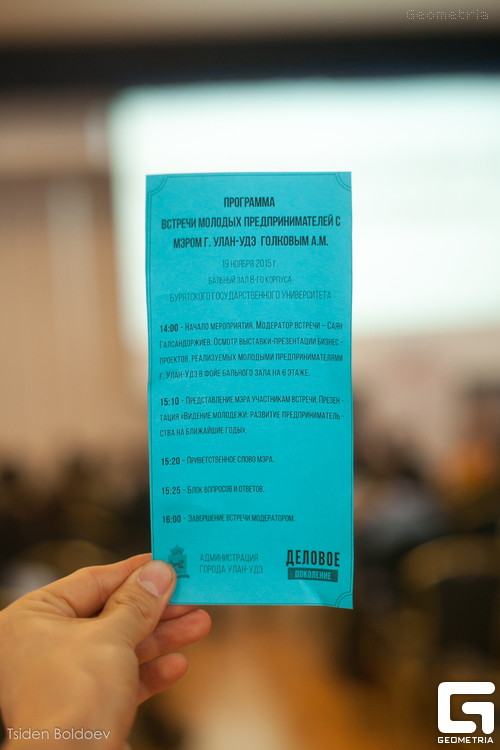 Geometria
ПРОГРАММА
ВСТРЕЧИ МОЛОДЫХ ПРЕДПРИНИМАТЕЛЕЙ С
МЭРОМ Г. УЛАН-УДЭ ГОЛКОВЫМ А.М.
19 НОЯБРЯ 2015 Г.
БАЛЬНЫЙ ЗАЛ 8-ГО КОРПУСА
БУРЯТСКОГО ГОСУДАРСТВЕННОГО УНИВЕРСИТЕТА
14:00 - НАЧАЛО МЕРОПРИЯТИЯ. МОДЕРАТОР ВСТРЕЧИ – САЯН
ГАЛСАНДОРЖИЕВ. ОСМОТР ВЫСТАВКИ-ПРЕЗЕНТАЦИИ БИЗНЕС-
ПРОЕКТОВ, РЕАЛИЗУЕМЫХ МОЛОДЫМИ ПРЕДПРИНИМАТЕЛЯМИ
Г. УЛАН-УДЭ В ФОЙЕ БАЛЬНОГО ЗАЛА НА 6 ЭТАЖЕ.
15:10 - ПРЕДСТАВЛЕНИЕ МЭРА УЧАСТНИКАМ ВСТРЕЧИ. ПРЕЗЕН-
ТАЦИЯ «ВИДЕНИЕ МОЛОДЕЖИ: РАЗВИТИЕ ПРЕДПРИНИМАТЕЛЬ-
СТВА НА БЛИЖАЙШИЕ ГОДЫ».
15:20 - ПРИВЕТСТВЕННОЕ СЛОВО МЭРА.
15:25 - БЛОК ВОПРОСОВ И ОТВЕТОВ.
16:00 - ЗАВЕРШЕНИЕ ВСТРЕЧИ МОДЕРАТОРОМ.
АДМИНИСТРАЦИЯ
ГОРОДА УЛАН-УДЭ
ДЕЛОВОЕ
ПОКОЛЕНИЕ
Tsiden Boldoev
GEOMETRIA